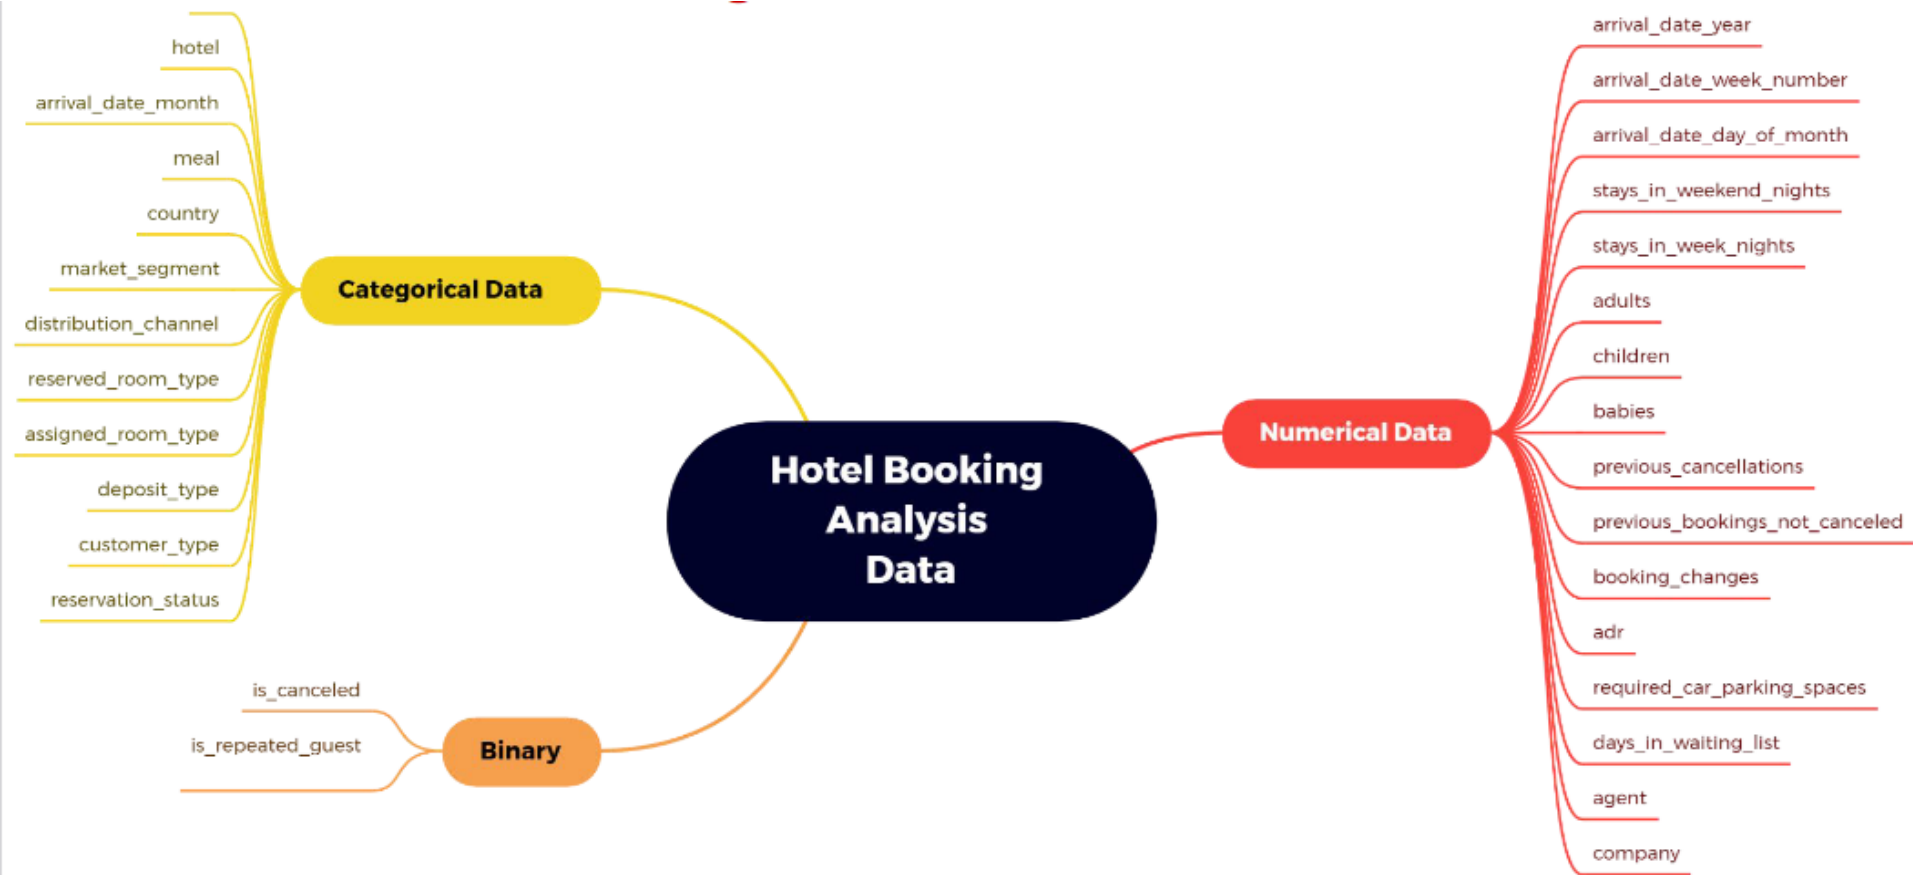 hotel
arrival_date_month
meal
country
market_segment
distribution_channel
reserved_room_type
assigned_room_type
deposit_type
customer_type
reservation_status
Categorical Data
is_canceled
is_repeated_guest
Binary
Hotel Booking
Analysis
Data
Numerical Data
arrival_date_year
arrival_date_week_number
arrival_date_day_of_month
stays_in_weekend_nights
stays_in_week_nights
adults
children
babies
previous_cancellations
previous_bookings_not_canceled
booking_changes
adr
required_car_parking_spaces
days_in_waiting_list
agent
company